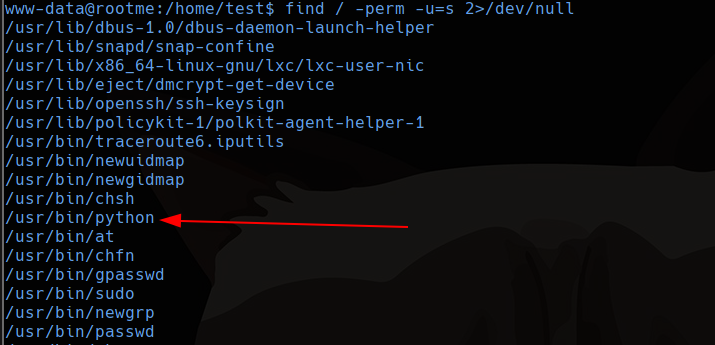 www-data@rootme:/home/test$ find / -perm -u=s 2>/dev/null
/usr/lib/dbus-1.0/dbus-daemon-launch-helper
/usr/lib/snapd/snap-confine
/usr/lib/x86_64-linux-gnu/lxc/lxc-user-nic
/usr/lib/eject/dmcrypt-get-device
/usr/lib/openssh/ssh-keysign
/usr/lib/policykit-1/polkit-agent-helper-1
/usr/bin/traceroute6.iputils
/usr/bin/newuidmap
/usr/bin/newgidmap
/usr/bin/chsh
/usr/bin/python
/usr/bin/at
/usr/bin/chfn
/usr/bin/gpasswd
/usr/bin/sudo
/usr/bin/newgrp
/usr/bin/passwd